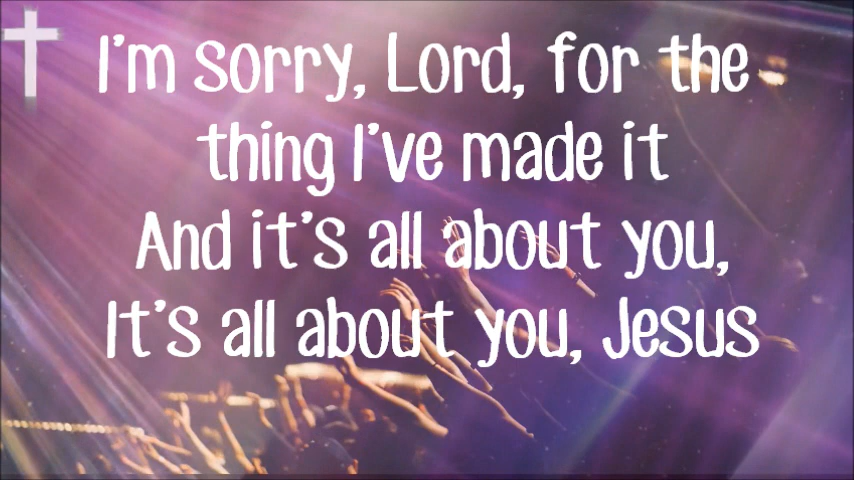 I'm sorry, Lord, for the
thing I've made it
And it's all about you,
It's all about you, Jesus